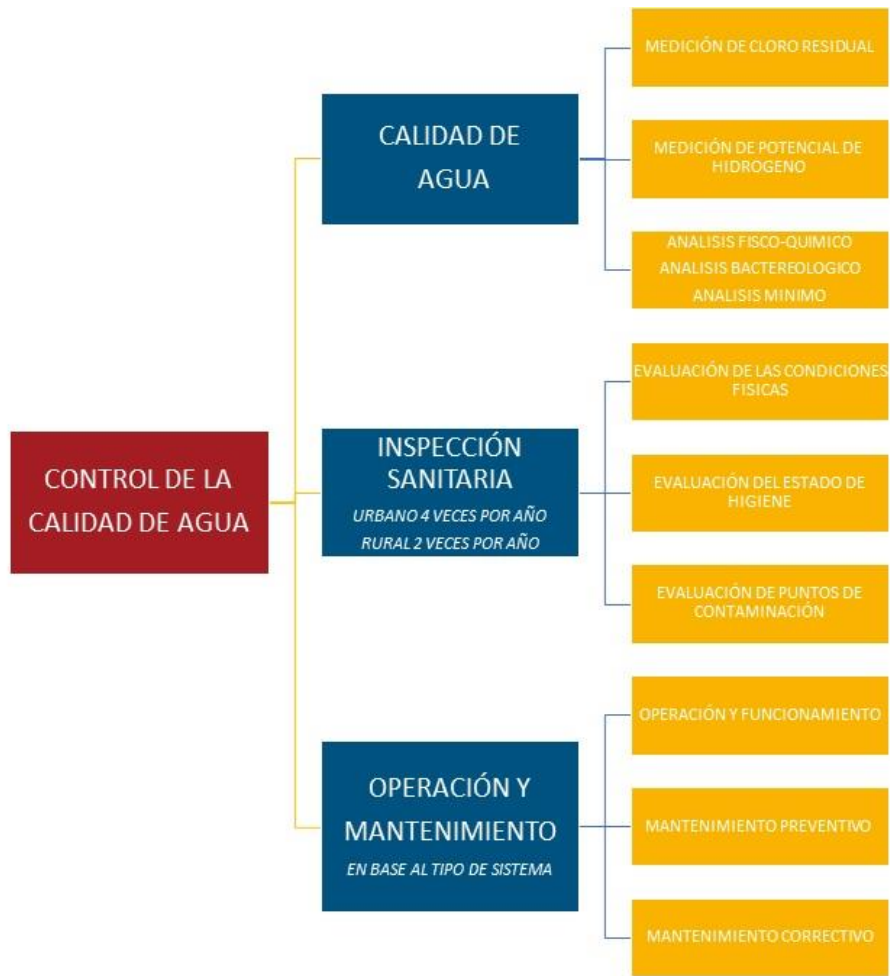 CONTROL DE LA
CALIDAD DE AGUA
CALIDAD DE
AGUA
MEDICIÓN DE CLORO RESIDUAL
MEDICIÓN DE POTENCIAL DE
HIDROGENO
ANALISIS FISCO-QUIMICO
ANALISIS BACTEREOLOGICO
ANALISIS MINIMO
INSPECCIÓN
SANITARIA
URBANO 4 VECES POR AÑO
RURAL 2 VECES POR AÑO
EVALUACIÓN DE LAS CONDICIONES
FISICAS
EVALUACIÓN DEL ESTADO DE
HIGIENE
EVALUACIÓN DE PUNTOS DE
CONTAMINACIÓN
OPERACIÓN Y
MANTENIMIENTO
EN BASE AL TIPO DE SISTEMA
OPERACIÓN Y FUNCIONAMIENTO
MANTENIMIENTO PREVENTIVO
MANTENIMIENTO CORRECTIVO